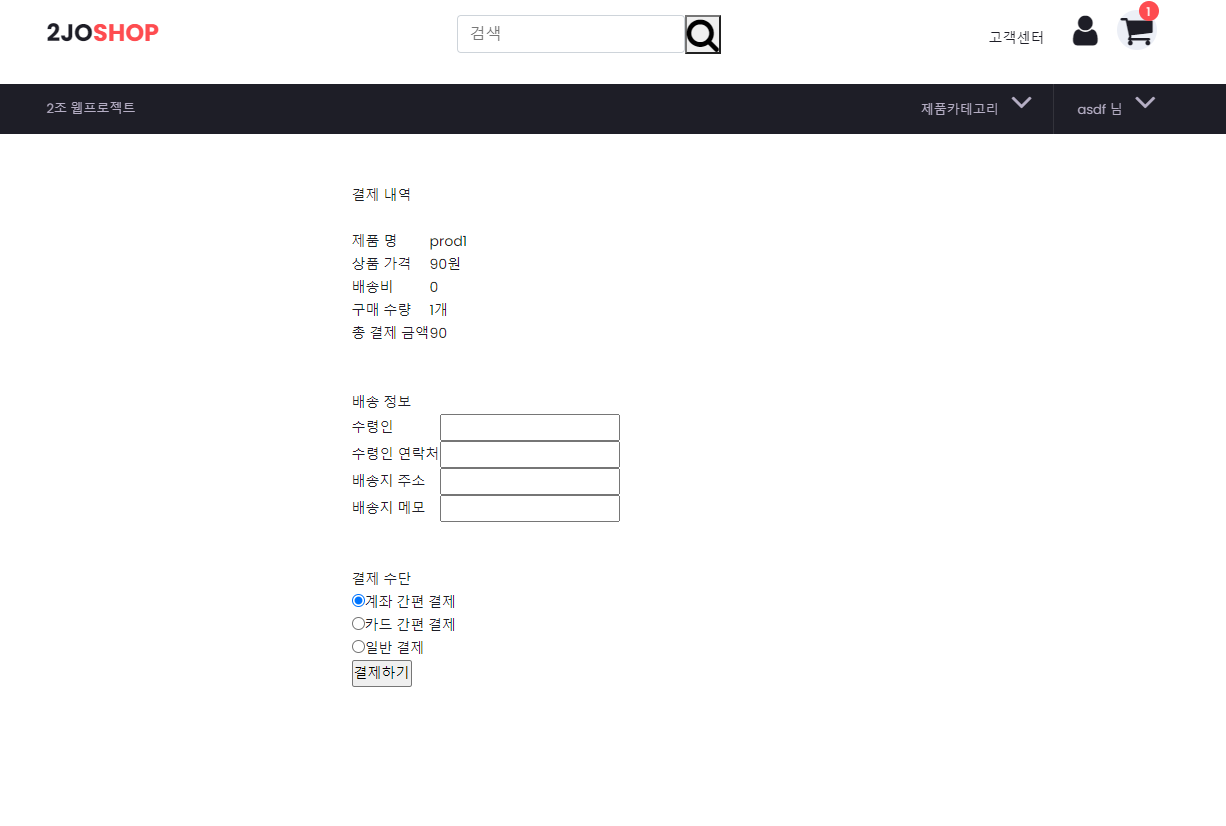 2JOSHOP
검색
고객센터
1
2조 웹프로젝트
제품카테고리
asdf 님
결제 내역
제품 명 prod1
상품 가격 90원
배송비 0
구매 수량 1개
총 결제 금액90
배송 정보
수령인
수령인 연락처
배송지 주소
배송지 메모
결제 수단
계좌 간편 결제
카드 간편 결제
일반 결제
결제하기